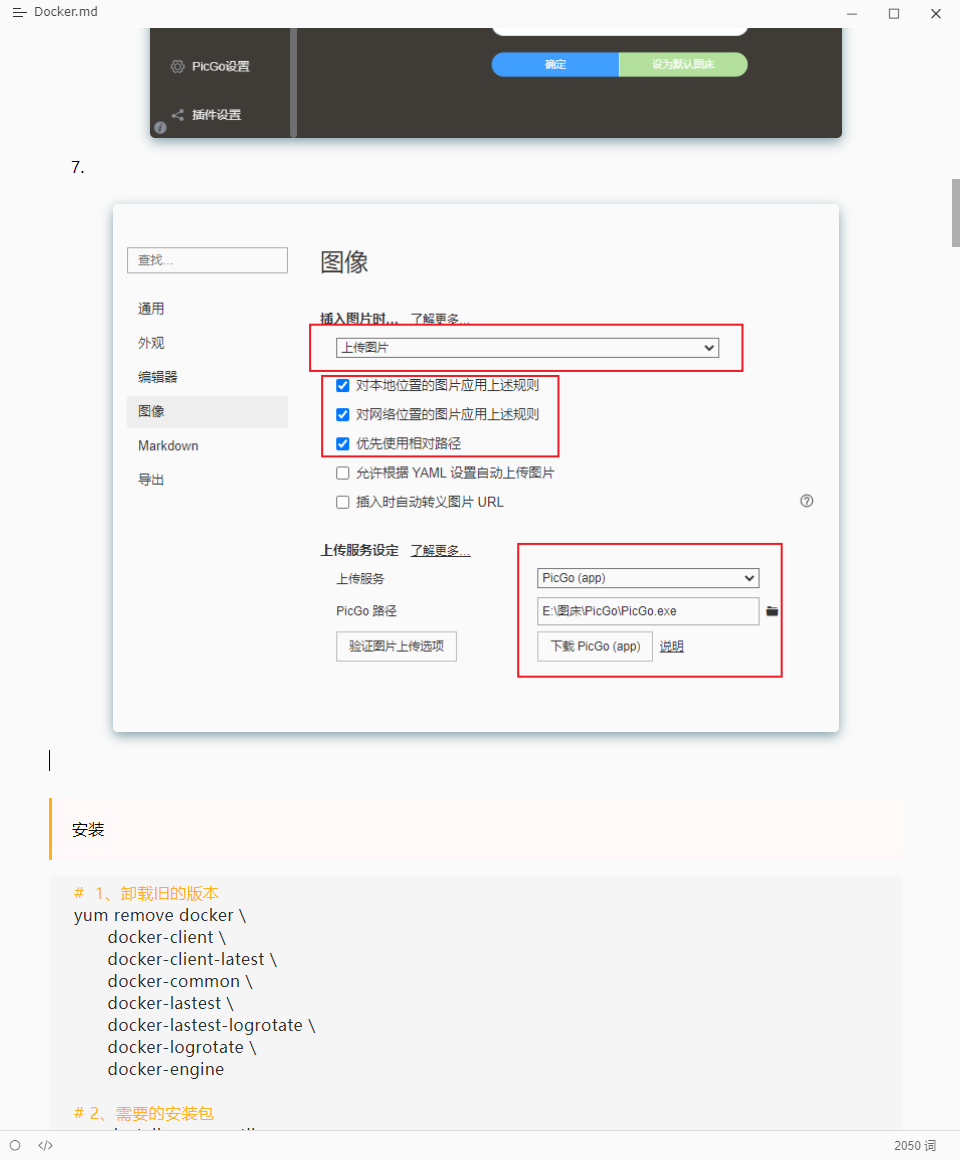 Docker.md
PicGo设置
确定
设为默认图床
插件设置
7.
查找...
图像
通用
插入图片时... 了解更多...
外观
上传图片
编辑器
对本地位置的图片应用上述规则
图像
对网络位置的图片应用上述规则
Markdown
优先使用相对路径
导出
允许根据 YAML 设置自动上传图片
插入时自动转义图片 URL
上传服务设定 了解更多...
上传服务
PicGo (app)
PicGo 路径
E:\图床\PicGo\PicGo.exe
验证图片上传选项
下载 PicGo (app)
说明
安装
# 1、卸载旧的版本
yum remove docker \
docker-client \
docker-client-latest \
docker-common \
docker-lastest \
docker-lastest-logrotate \
docker-logrotate \
docker-engine
# 2、需要的安装包
2050 词